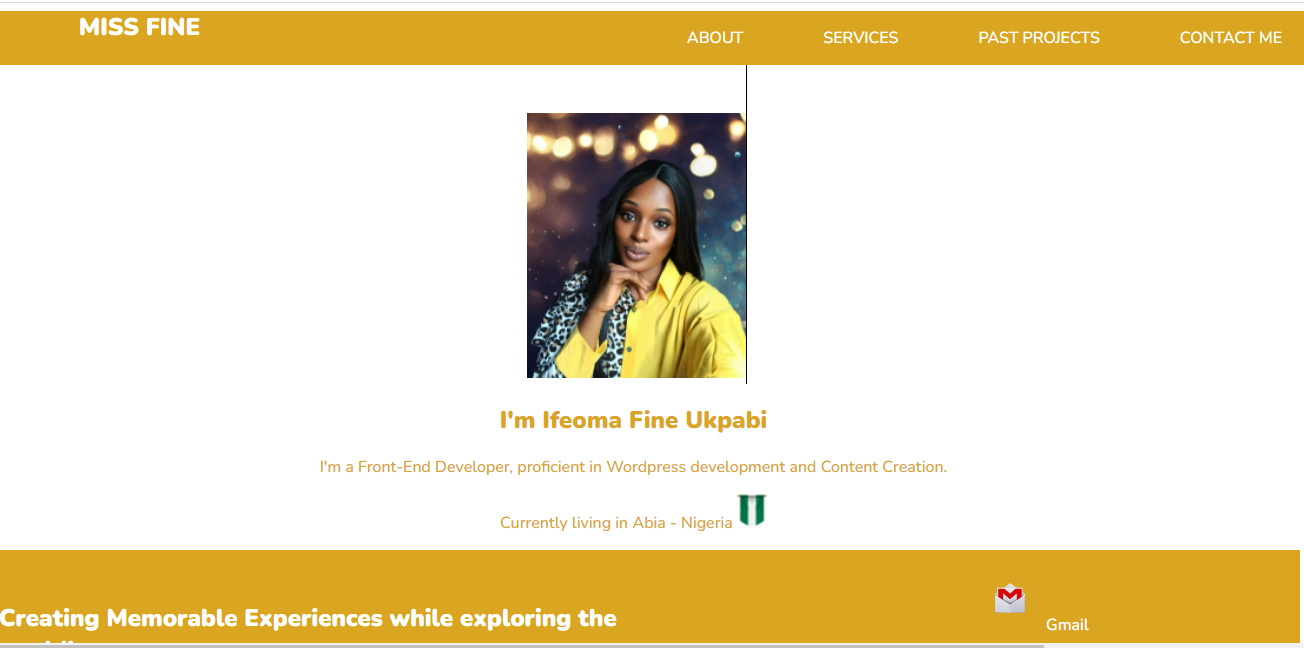 MISS FINE
ABOUT SERVICES PAST PROJECTS CONTACT ME
I'm Ifeoma Fine Ukpabi
I'm a Front-End Developer, proficient in Wordpress development and Content Creation.
Currently living in Abia - Nigeria
Creating Memorable Experiences while exploring the
Gmail